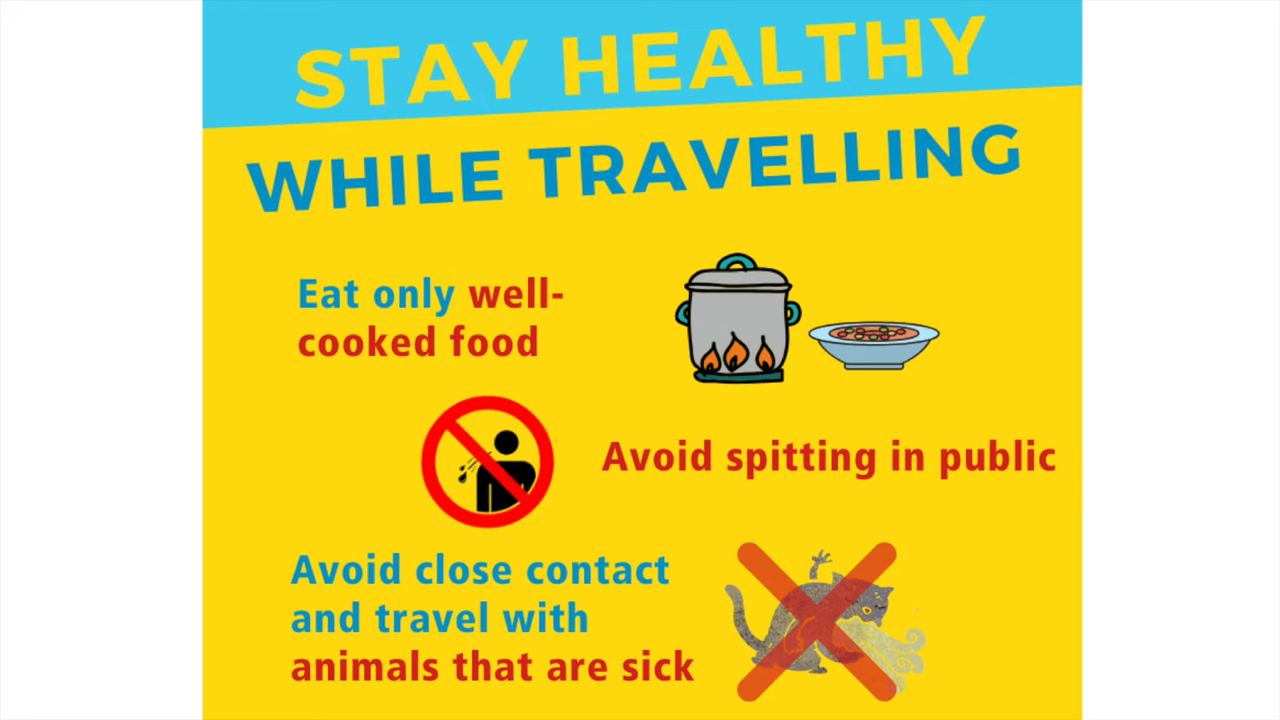 STAY HEALTHY
WHILE TRAVELLING
Eat only well-
cooked food
Avoid spitting in public
Avoid close contact
and travel with
animals that are sick